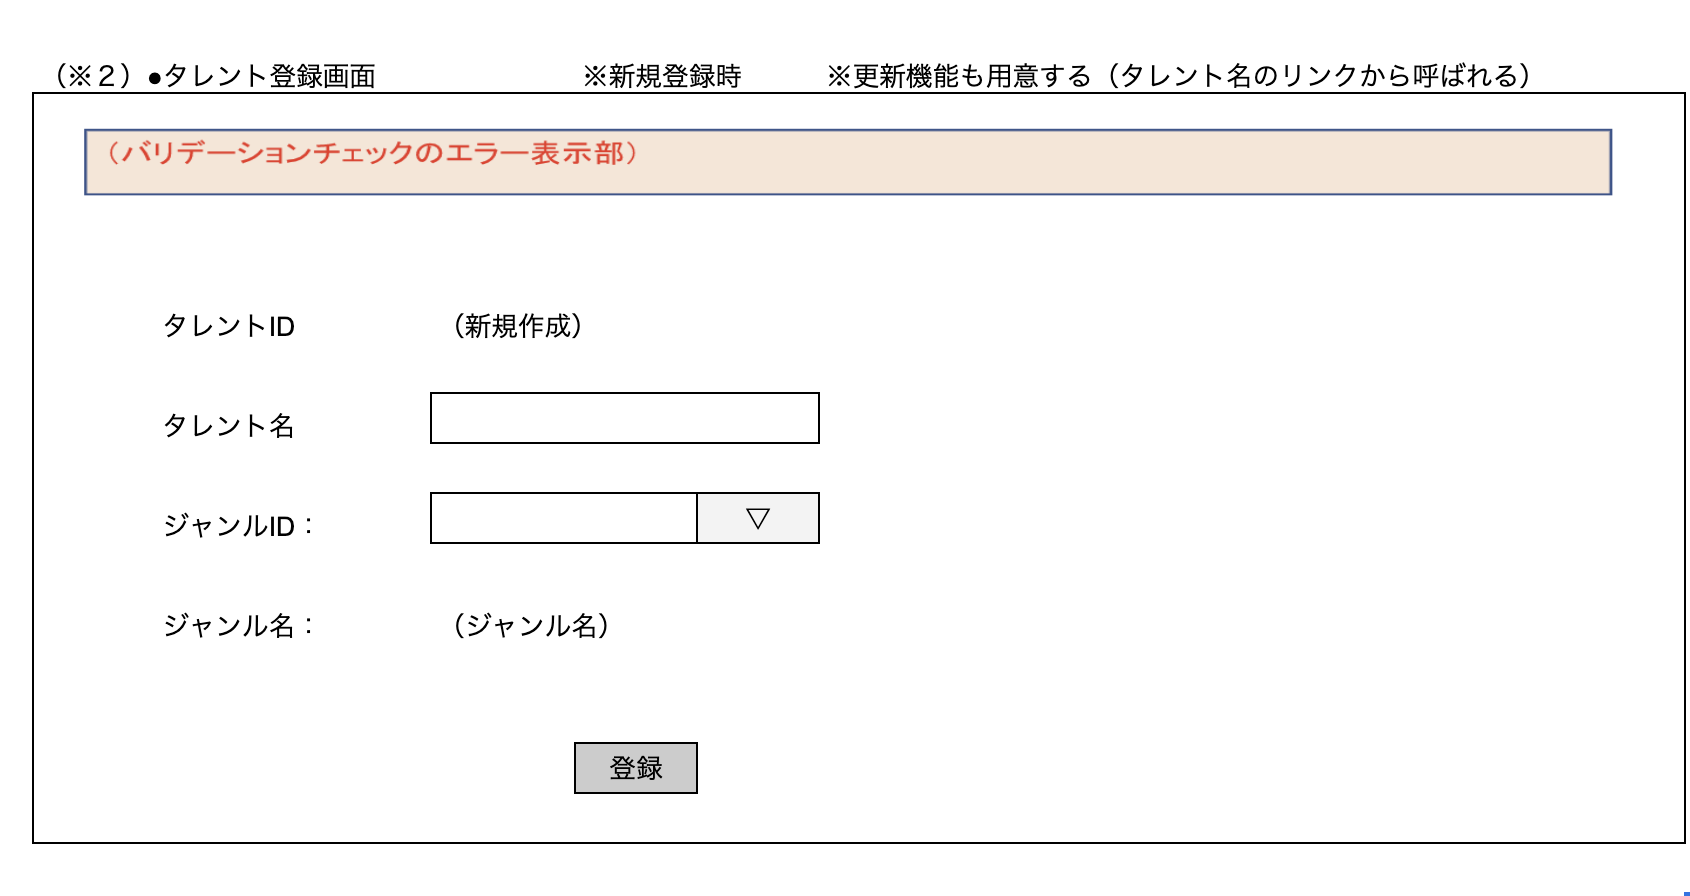 （※２）●タレント登録画面　※新規登録時　※更新機能も用意する（タレント名のリンクから呼ばれる）
（バリデーションチェックのエラー表示部）
タレントID　（新規作成）
タレント名
ジャンルID：　▽
ジャンル名：　（ジャンル名）
登録